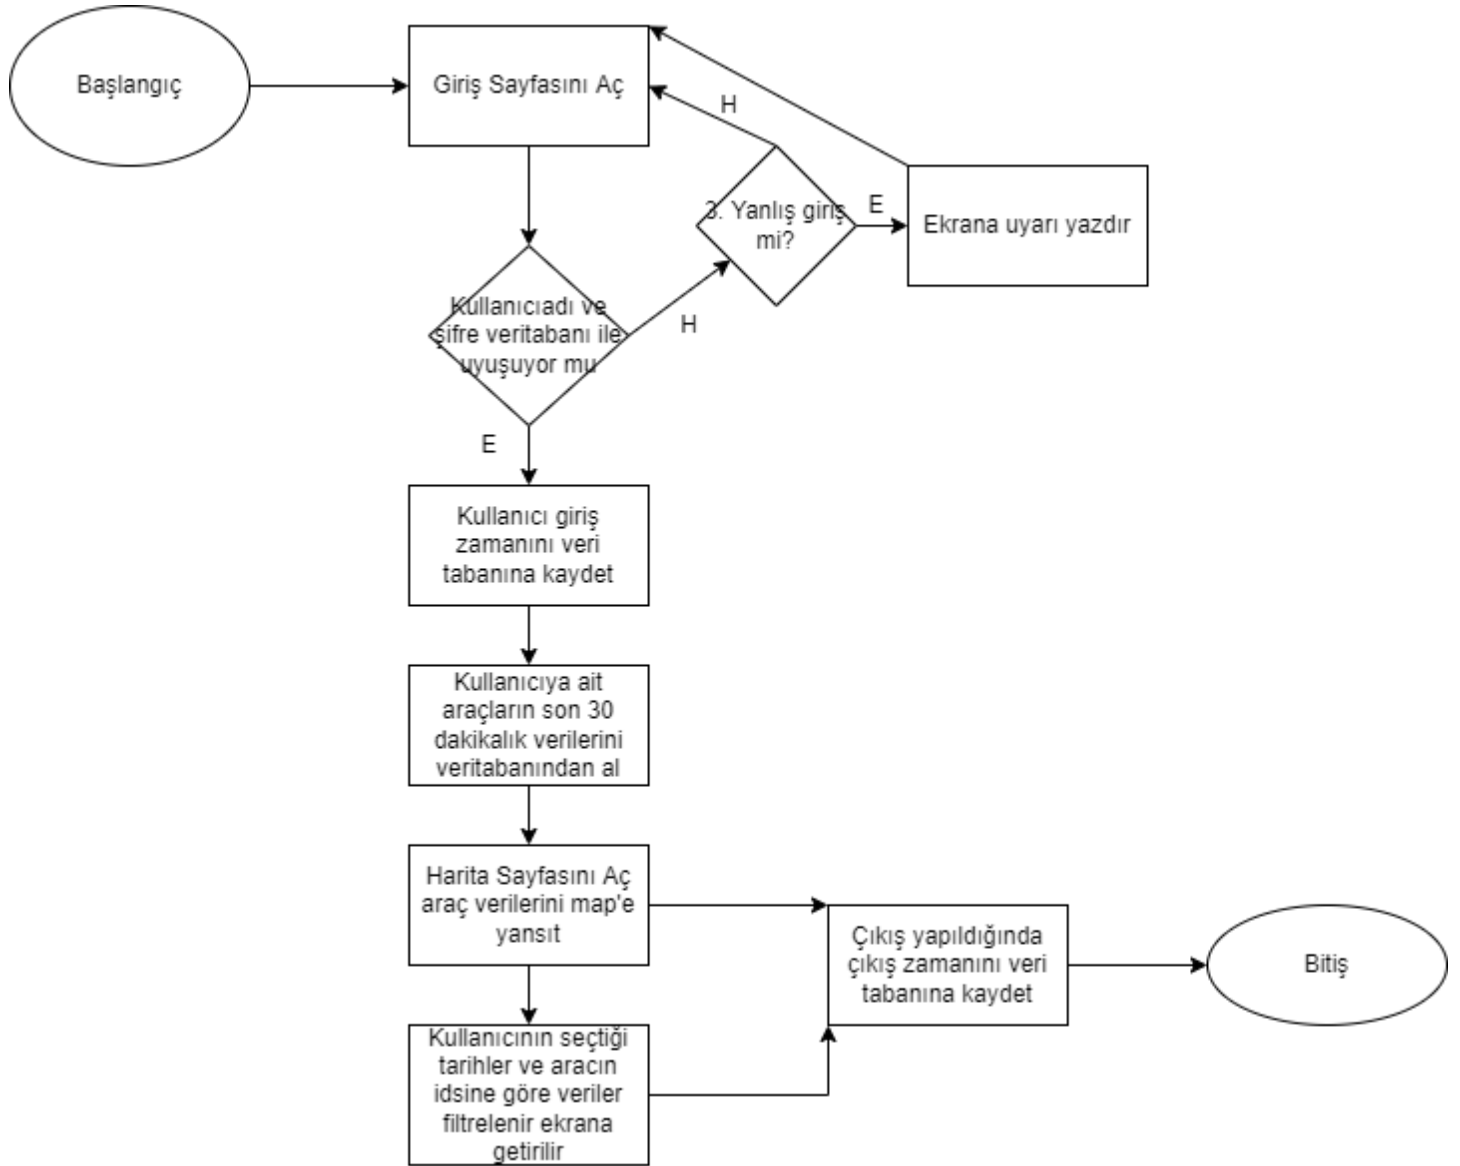 Başlangıç
Giriş Sayfasını Aç
H
3. Yanlış giriş
mi?
E
Ekrana uyarı yazdır
Kullanıcıadı ve
şifre veritabanı ile
uyuşuyor mu
H
E
Kullanıcı giriş
zamanını veri
tabanına kaydet
Kullanıcıya ait
araçların son 30
dakikalık verilerini
veritabanından al
Harita Sayfasını Aç
araç verilerini map'e
yansıt
Çıkış yapıldığında
çıkış zamanını veri
tabanına kaydet
Bitiş
Kullanıcının seçtiği
tarihler ve aracın
idsine göre veriler
filtrelenir ekrana
getirilir